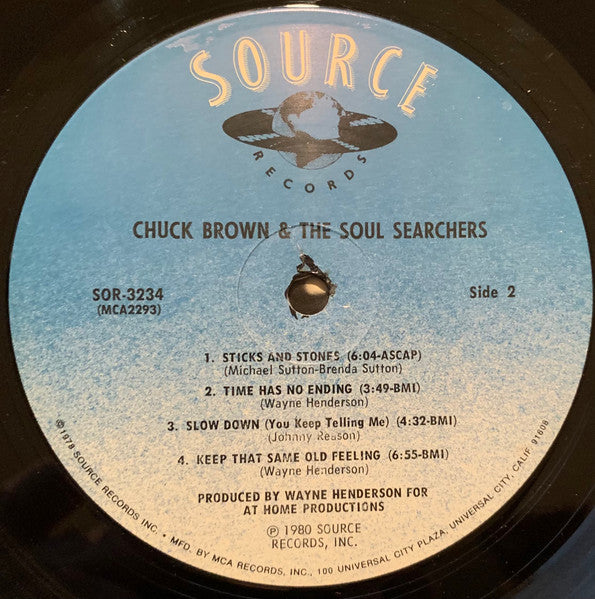 SOURCE
RECORDS
CHUCK BROWN & THE SOUL SEARCHERS
SOR-3234
(MCA2293)
Side 2
1. STICKS AND STONES (6:04-ASCAP)
(Michael Sutton-Brenda Sutton)
2. TIME HAS NO ENDING (3:49-BMI)
(Wayne Henderson)
3. SLOW DOWN (You Keep Telling Me) (4:32-BMI)
(Johnny Reason)
4. KEEP THAT SAME OLD FEELING (6:55-BMI)
(Wayne Henderson)
PRODUCED BY WAYNE HENDERSON FOR
AT HOME PRODUCTIONS
℗ 1980 SOURCE
RECORDS, INC.
©1978 SOURCE RECORDS INC. • MFD. BY MCA RECORDS, INC., 100 UNIVERSAL CITY PLAZA, UNIVERSAL CITY, CALIF. 91608